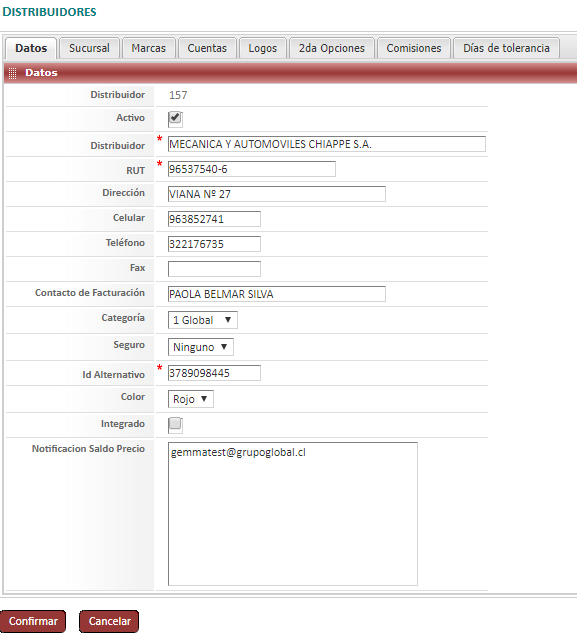 DISTRIBUIDORES
Datos Sucursal Marcas Cuentas Logos 2da Opciones Comisiones Días de tolerancia
Datos
Distribuidor 157
Activo
Distribuidor * MECANICA Y AUTOMOVILES CHIAPPE S.A.
RUT * 96537540-6
Dirección VIANA Nº 27
Celular 963852741
Teléfono 322176735
Fax
Contacto de Facturación PAOLA BELMAR SILVA
Categoría 1 Global
Seguro Ninguno
Id Alternativo * 3789098445
Color Rojo
Integrado
Notificacion Saldo Precio gemmatest@grupoglobal.cl
Confirmar Cancelar